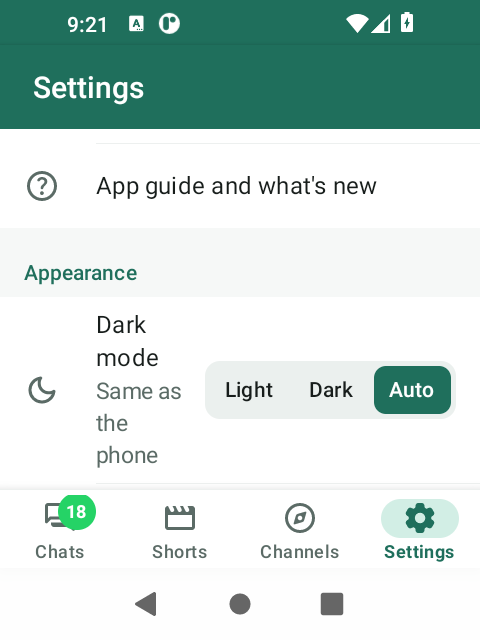 9:21
Settings
App guide and what's new
Appearance
Dark
mode
Same as
the
phone
Light Dark Auto
18
Chats Shorts Channels Settings